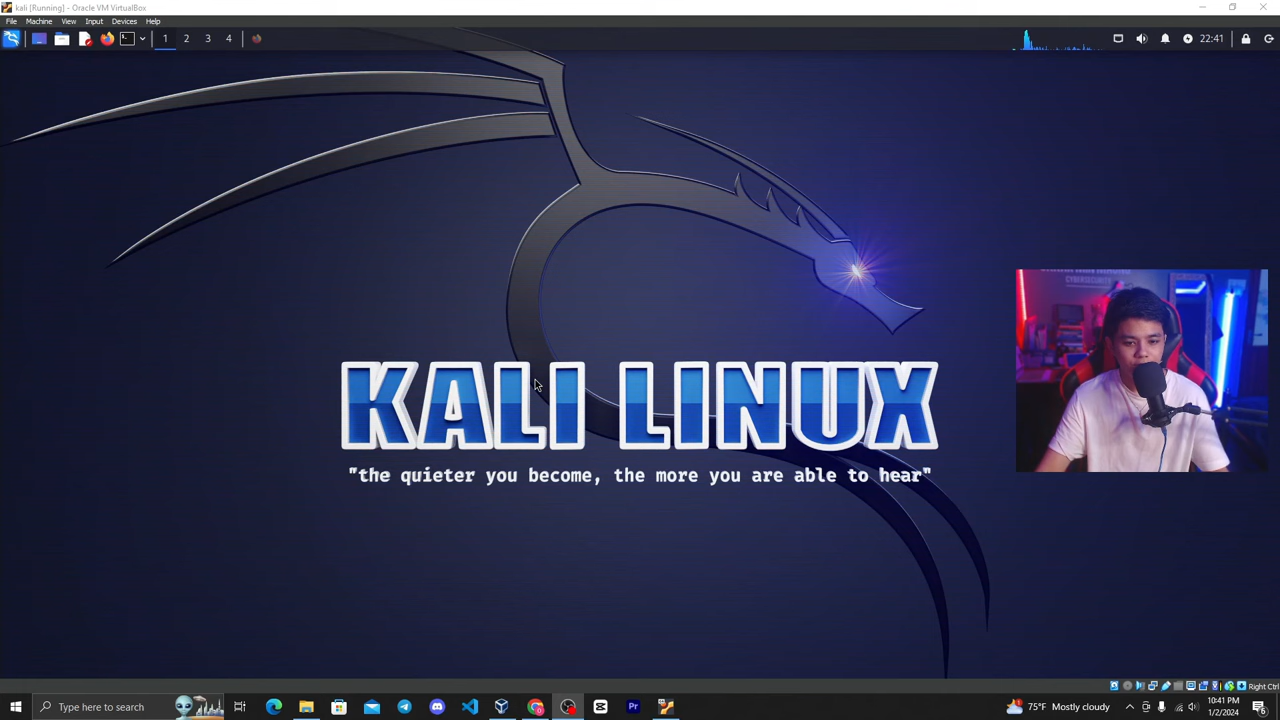 kali [Running] - Oracle VM VirtualBox
File Machine View Input Devices Help
1 2 3 4
22:41
CYBERSECURITY
KALI LINUX
"the quieter you become, the more you are able to hear"
Right Ctrl
Type here to search
Pr
75°F Mostly cloudy
10:41 PM
1/2/2024